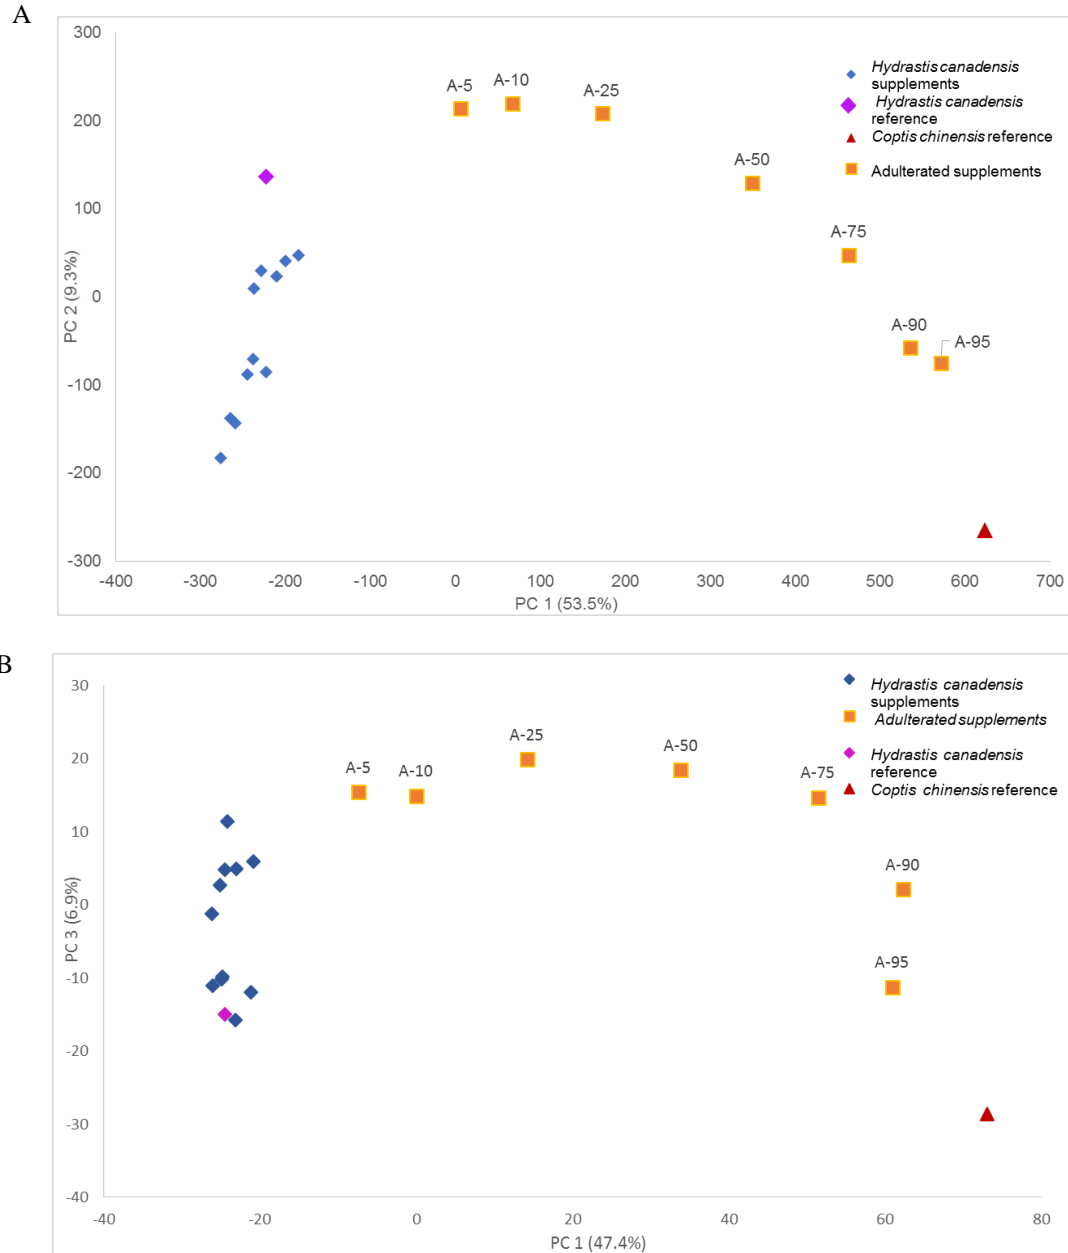 A
300
200
100
0
-100
-200
-300
PC 2 (9.3%)
A-5
A-10
A-25
A-50
A-75
A-90
A-95
Hydrastis canadensis
supplements
Hydrastis canadensis
reference
Coptis chinensis reference
Adulterated supplements
-400 -300 -200 -100 0 100 200 300 400 500 600 700
PC 1 (53.5%)
B
30
20
10
0
-10
-20
-30
-40
PC 3 (6.9%)
A-5
A-10
A-25
A-50
A-75
A-90
A-95
Hydrastis canadensis
supplements
Adulterated supplements
Hydrastis canadensis
reference
Coptis chinensis reference
-40 -20 0 20 40 60 80
PC 1 (47.4%)